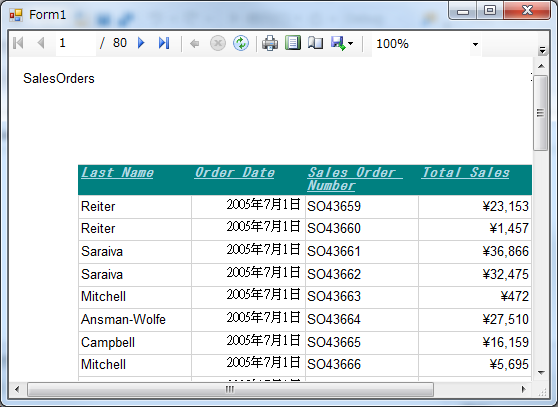 Form1
1 / 80 100%
SalesOrders
Last Name Order Date Sales Order Total Sales
Number
Reiter 2005年7月1日 SO43659 ¥23,153
Reiter 2005年7月1日 SO43660 ¥1,457
Saraiva 2005年7月1日 SO43661 ¥36,866
Saraiva 2005年7月1日 SO43662 ¥32,475
Mitchell 2005年7月1日 SO43663 ¥472
Ansman-Wolfe 2005年7月1日 SO43664 ¥27,510
Campbell 2005年7月1日 SO43665 ¥16,159
Mitchell 2005年7月1日 SO43666 ¥5,695